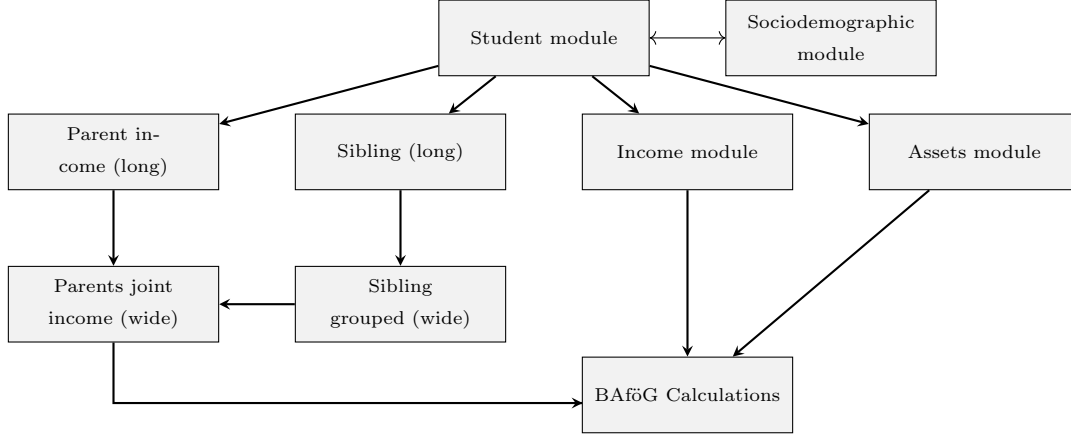 Student module
Sociodemographic
module
Parent in-
come (long)
Sibling (long)
Income module
Assets module
Parents joint
income (wide)
Sibling
grouped (wide)
BAföG Calculations